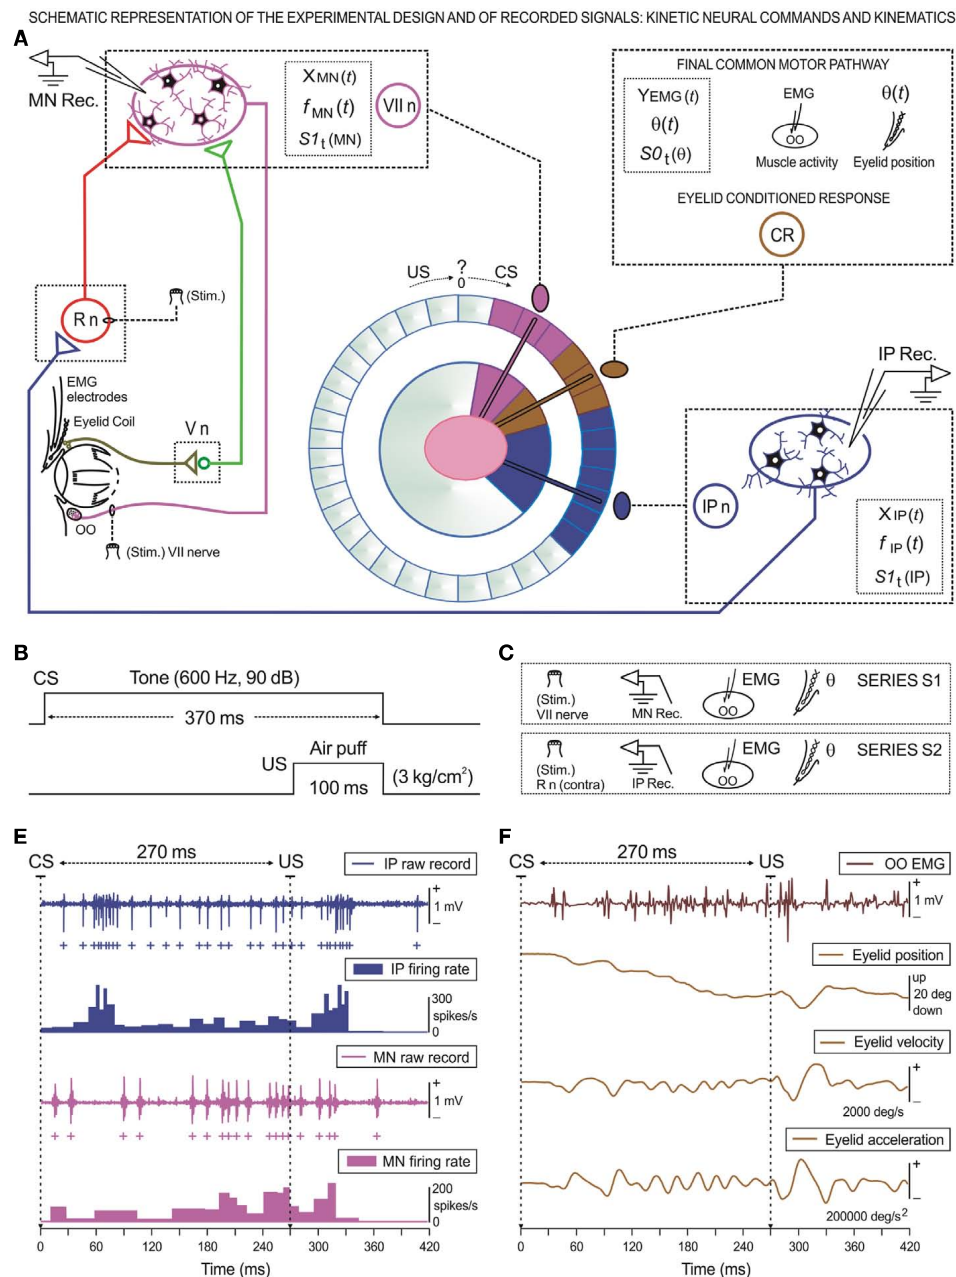 SCHEMATIC REPRESENTATION OF THE EXPERIMENTAL DESIGN AND OF RECORDED SIGNALS: KINETIC NEURAL COMMANDS AND KINEMATICS
A
MN Rec.
XMN(t)
fMN(t)
S1t(MN)
VII n
FINAL COMMON MOTOR PATHWAY
YEMG(t)
θ(t)
S0t(θ)
EMG
OO
Muscle activity
θ(t)
Eyelid position
EYELID CONDITIONED RESPONSE
CR
US
?
0
CS
R n
(Stim.)
EMG
electrodes
Eyelid Coil
V n
OO
(Stim.) VII nerve
IP Rec.
IP n
XIP(t)
fIP(t)
S1t(IP)
B
CS
Tone (600 Hz, 90 dB)
370 ms
US
Air puff
100 ms
(3 kg/cm²)
C
(Stim.)
VII nerve
MN Rec.
EMG
OO
θ
SERIES S1
(Stim.)
R n (contra)
IP Rec.
EMG
OO
θ
SERIES S2
E
CS
270 ms
US
IP raw record
+
1 mV
–
+ + + + + + + + + + + + + + + + + + + + + + + + + + + +
IP firing rate
300
spikes/s
0
MN raw record
+
1 mV
–
+ + + + + + + + + + + + + + + + + + +
MN firing rate
200
spikes/s
0
0 60 120 180 240 300 360 420
Time (ms)
F
CS
270 ms
US
OO EMG
+
1 mV
–
Eyelid position
up
20 deg
down
Eyelid velocity
+
–
2000 deg/s
Eyelid acceleration
+
–
200000 deg/s²
0 60 120 180 240 300 360 420
Time (ms)